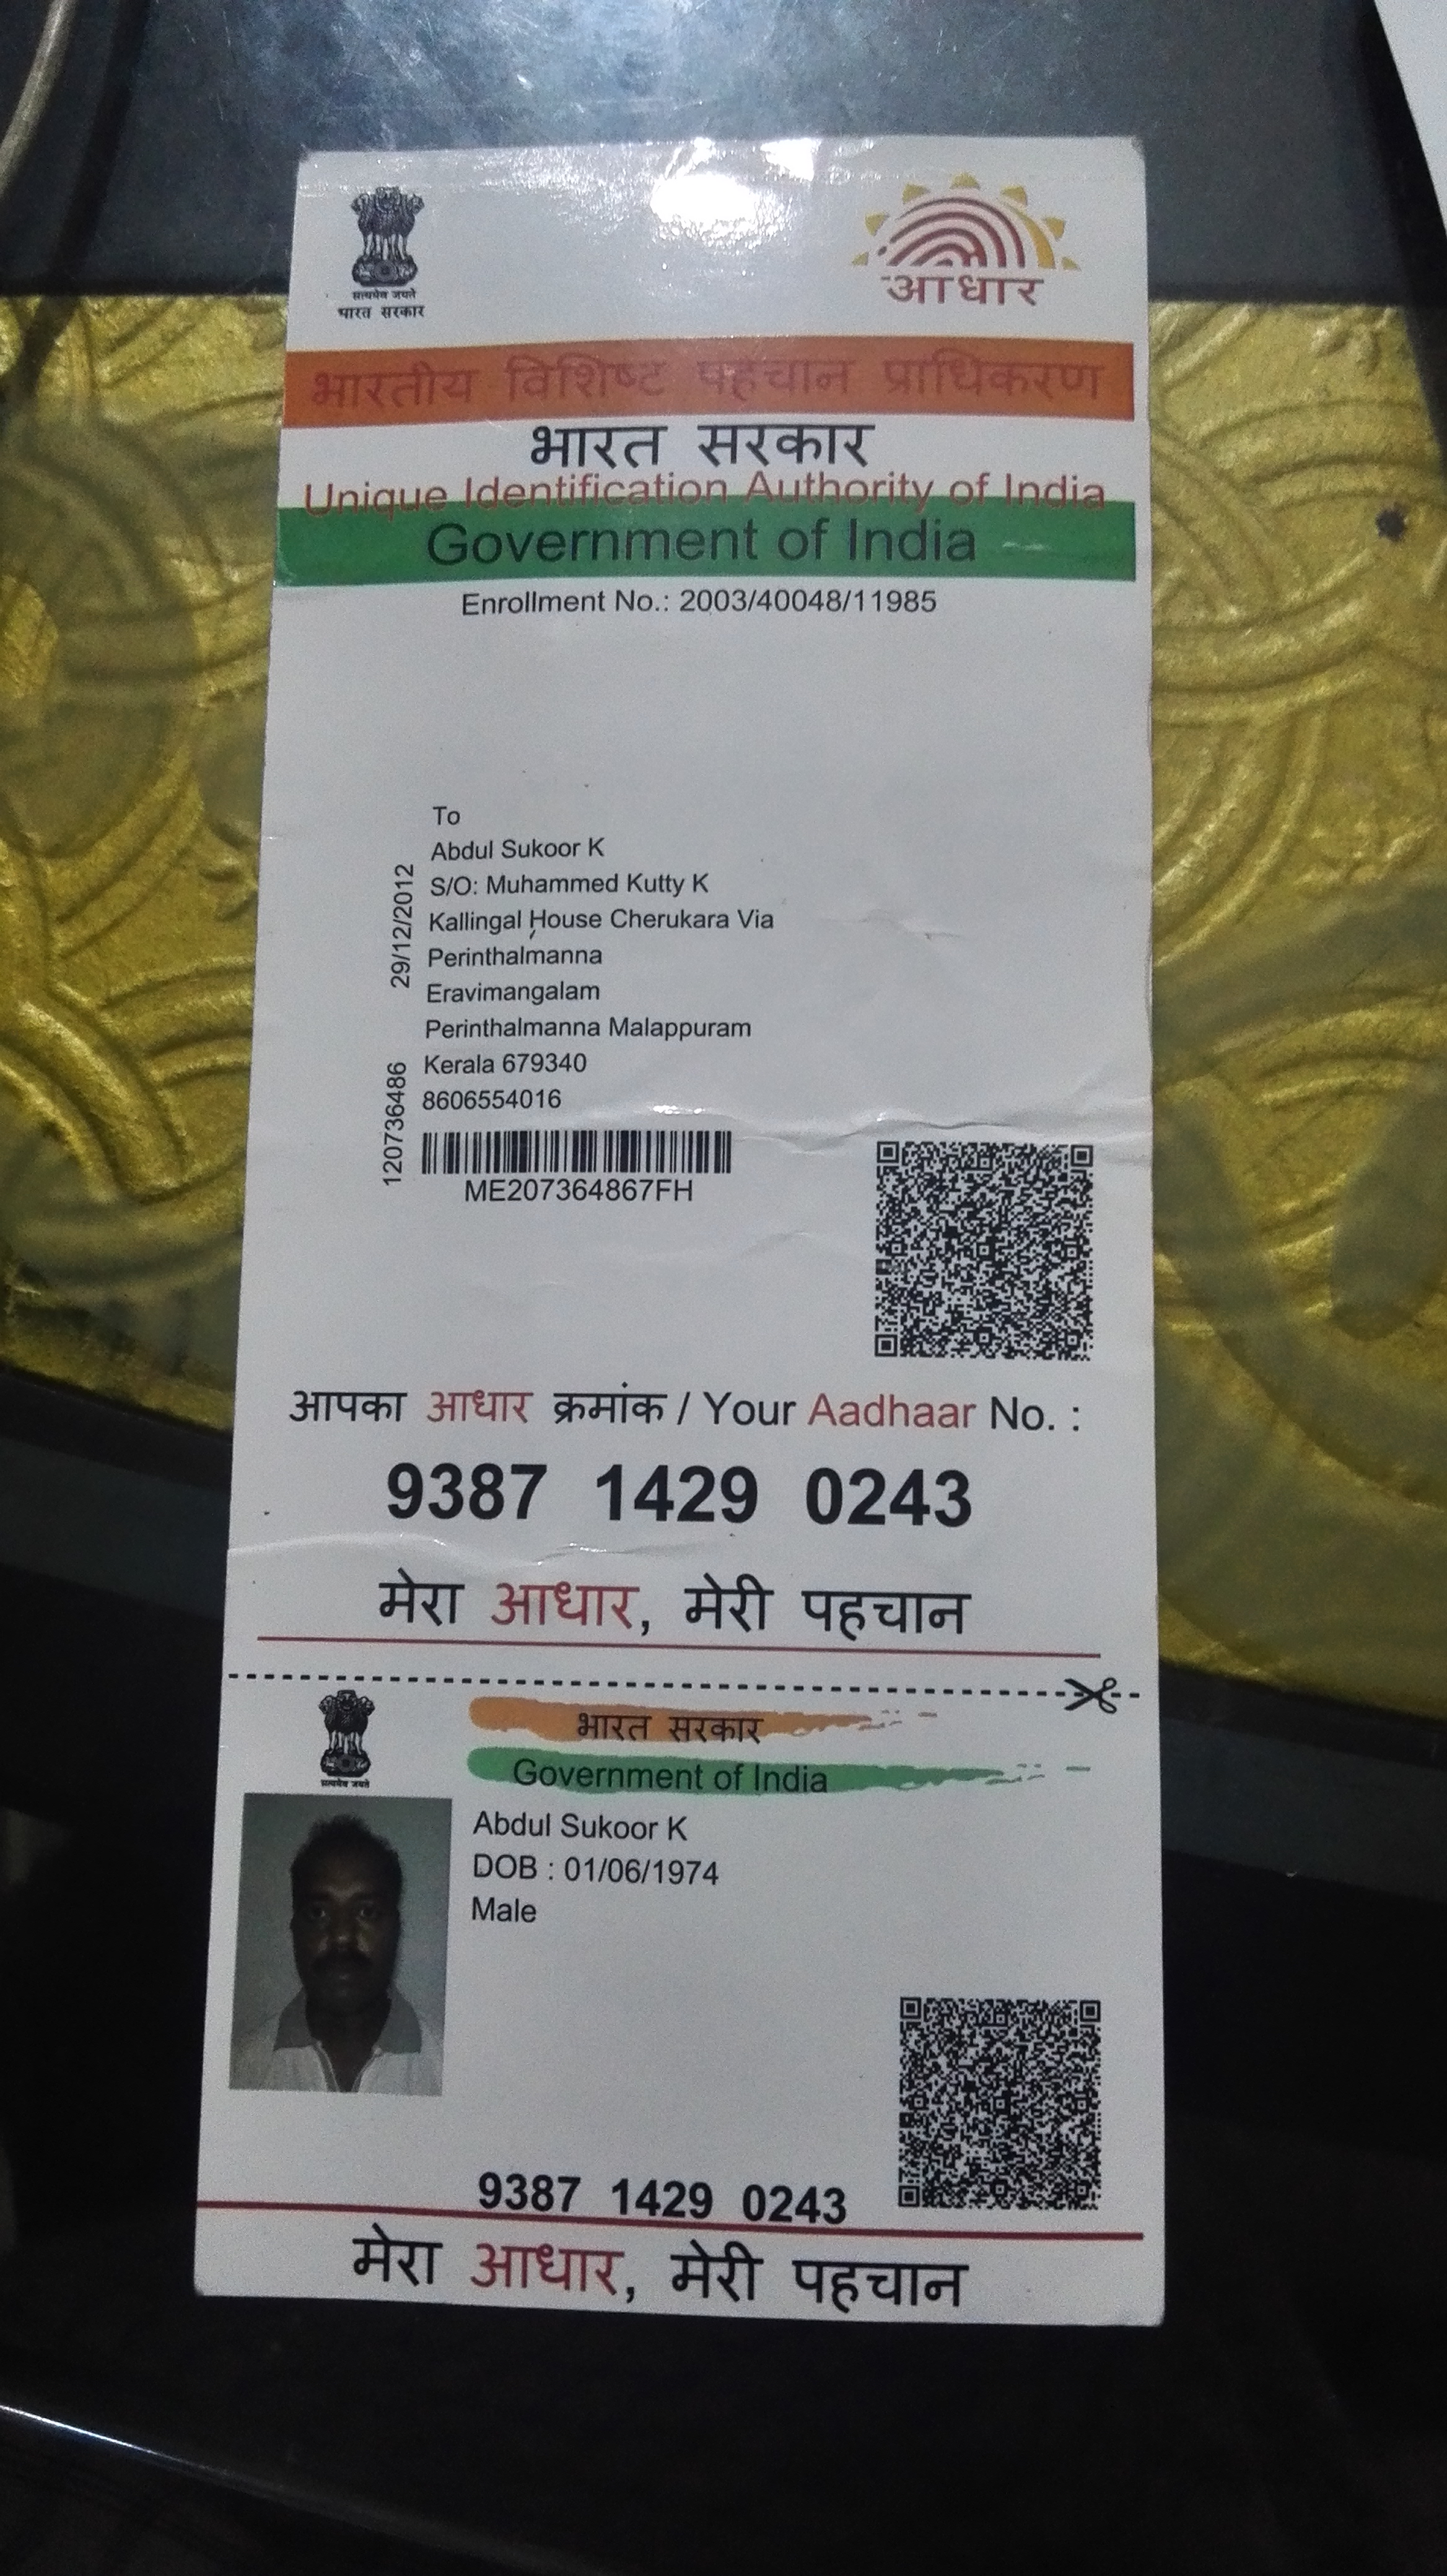 सत्यमेव जयते
भारत सरकार
आधार
भारतीय विशिष्ट पहचान प्राधिकरण
भारत सरकार
Unique Identification Authority of India
Government of India
Enrollment No.: 2003/40048/11985
To
Abdul Sukoor K
S/O: Muhammed Kutty K
Kallingal House Cherukara Via
Perinthalmanna
Eravimangalam
Perinthalmanna Malappuram
Kerala 679340
8606554016
29/12/2012
120736486
ME207364867FH
आपका आधार क्रमांक / Your Aadhaar No. :
9387 1429 0243
मेरा आधार, मेरी पहचान
सत्यमेव जयते
भारत सरकार
Government of India
Abdul Sukoor K
DOB : 01/06/1974
Male
9387 1429 0243
मेरा आधार, मेरी पहचान